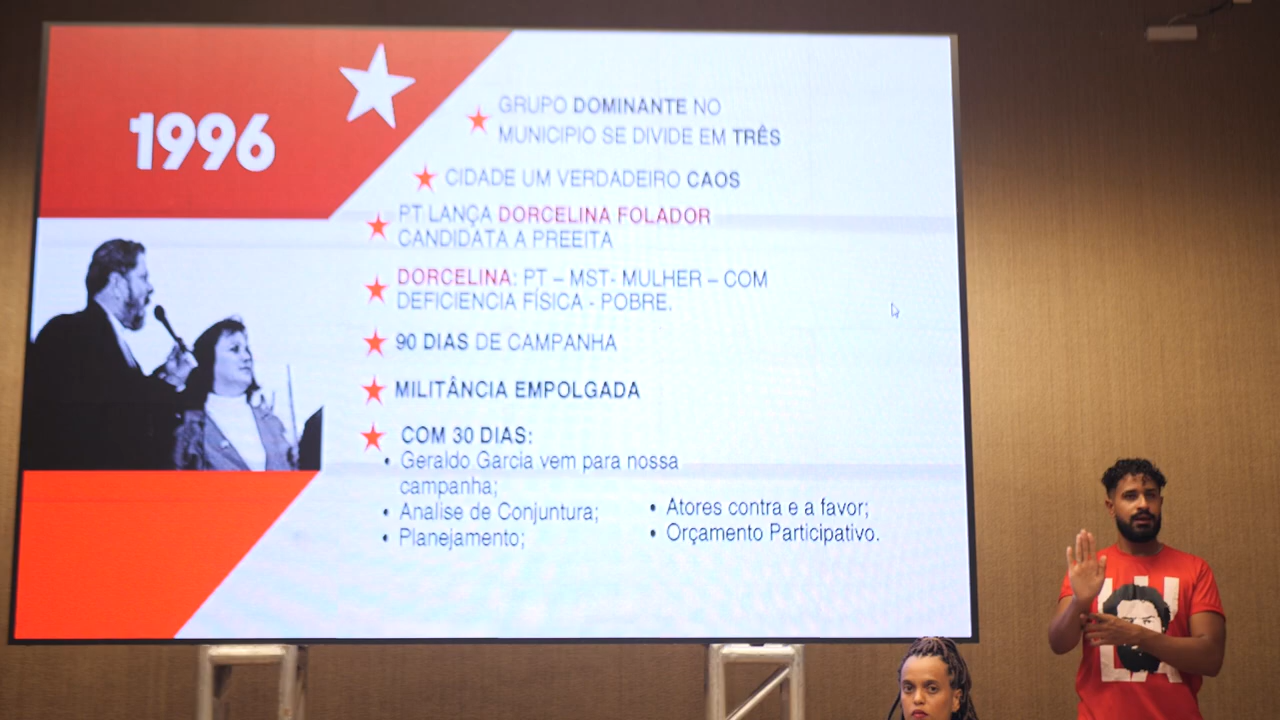 1996
GRUPO DOMINANTE NO
MUNICIPIO SE DIVIDE EM TRÊS
CIDADE UM VERDADEIRO CAOS
PT LANÇA DORCELINA FOLADOR
CANDIDATA A PREEITA
DORCELINA: PT – MST- MULHER – COM
DEFICIENCIA FÍSICA - POBRE.
90 DIAS DE CAMPANHA
MILITÂNCIA EMPOLGADA
COM 30 DIAS:
• Geraldo Garcia vem para nossa
campanha;
• Analise de Conjuntura;
• Planejamento;
• Atores contra e a favor;
• Orçamento Participativo.